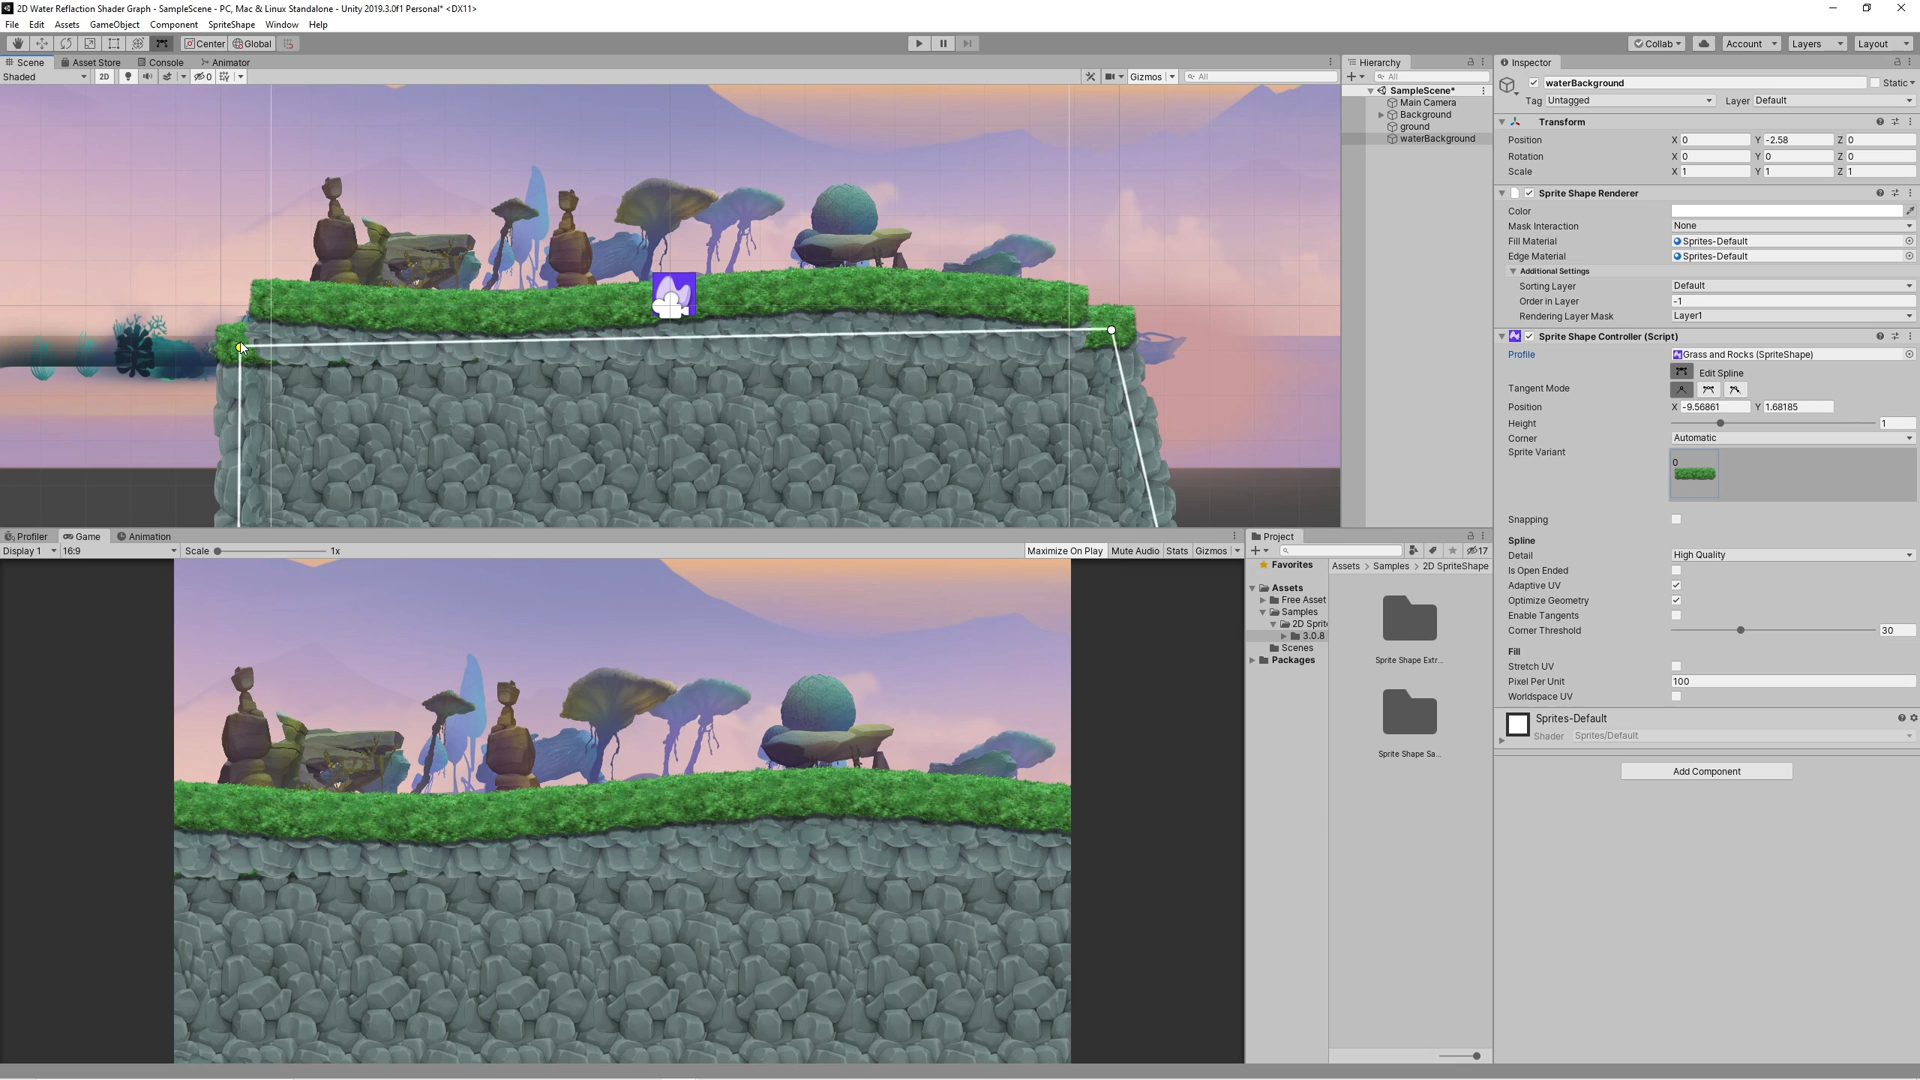 2D Water Reflaction Shader Graph - SampleScene - PC, Mac & Linux Standalone - Unity 2019.3.0f1 Personal* <DX11>
File Edit Assets GameObject Component SpriteShape Window Help
Center Global Collab Account Layers Layout
Scene Asset Store Console Animator
Shaded 2D 0 Gizmos All
Hierarchy
All
SampleScene*
Main Camera
Background
ground
waterBackground
Inspector
waterBackground Static
Tag Untagged Layer Default
Transform
Position X 0 Y -2.58 Z 0
Rotation X 0 Y 0 Z 0
Scale X 1 Y 1 Z 1
Sprite Shape Renderer
Color
Mask Interaction None
Fill Material Sprites-Default
Edge Material Sprites-Default
Additional Settings
Sorting Layer Default
Order in Layer -1
Rendering Layer Mask Layer1
Sprite Shape Controller (Script)
Profile Grass and Rocks (SpriteShape)
Edit Spline
Tangent Mode
Position X -9.56861 Y 1.68185
Height 1
Corner Automatic
Sprite Variant
0
Snapping
Spline
Detail High Quality
Is Open Ended
Adaptive UV
Optimize Geometry
Enable Tangents
Corner Threshold 30
Fill
Stretch UV
Pixel Per Unit 100
Worldspace UV
Sprites-Default
Shader Sprites/Default
Add Component
Profiler Game Animation
Display 1 16:9 Scale 1x Maximize On Play Mute Audio Stats Gizmos
Project
17
Favorites
Assets
Free Asset
Samples
2D Sprit
3.0.8
Scenes
Packages
Assets > Samples > 2D SpriteShape
Sprite Shape Extr...
Sprite Shape Sa...